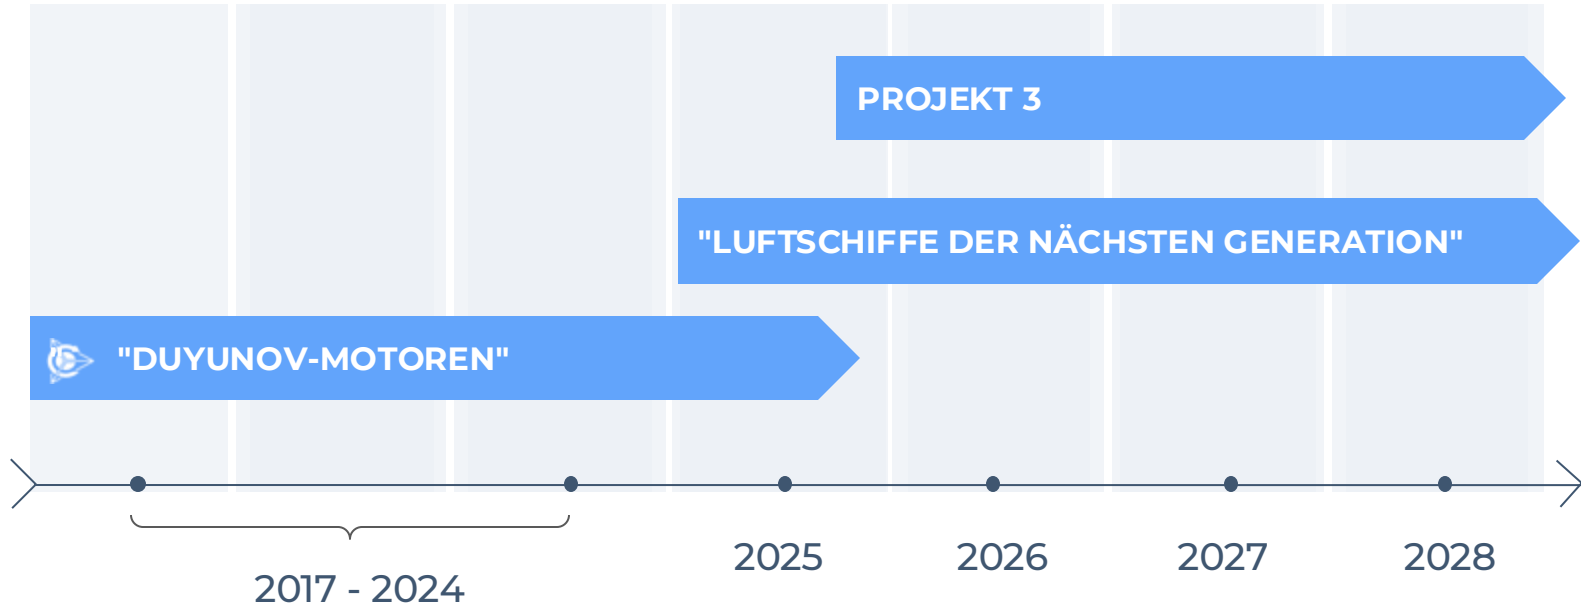 PROJEKT 3
"LUFTSCHIFFE DER NÄCHSTEN GENERATION"
"DUYUNOV-MOTOREN"
2025 2026 2027 2028
2017 - 2024